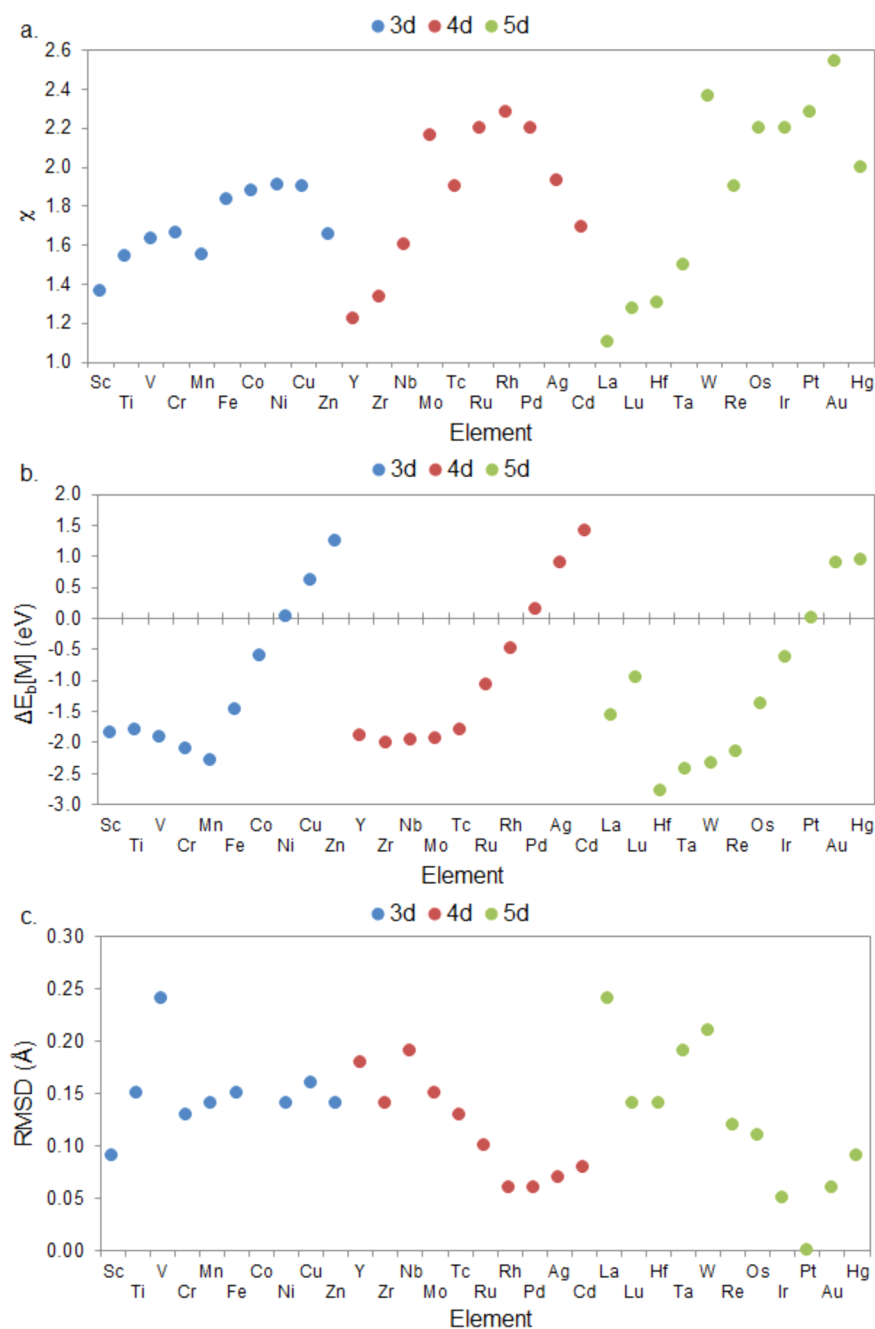 a.
3d 4d 5d
2.6
2.4
2.2
2.0
1.8
1.6
1.4
1.2
1.0
χ
Sc V Mn Co Cu Y Nb Tc Rh Ag La Hf W Os Pt Hg
Ti Cr Fe Ni Zn Zr Mo Ru Pd Cd Lu Ta Re Ir Au
Element
b.
3d 4d 5d
2.0
1.5
1.0
0.5
0.0
-0.5
-1.0
-1.5
-2.0
-2.5
-3.0
ΔEb[M] (eV)
Sc V Mn Co Cu Y Nb Tc Rh Ag La Hf W Os Pt Hg
Ti Cr Fe Ni Zn Zr Mo Ru Pd Cd Lu Ta Re Ir Au
Element
c.
3d 4d 5d
0.30
0.25
0.20
0.15
0.10
0.05
0.00
RMSD (Å)
Sc V Mn Co Cu Y Nb Tc Rh Ag La Hf W Os Pt Hg
Ti Cr Fe Ni Zn Zr Mo Ru Pd Cd Lu Ta Re Ir Au
Element